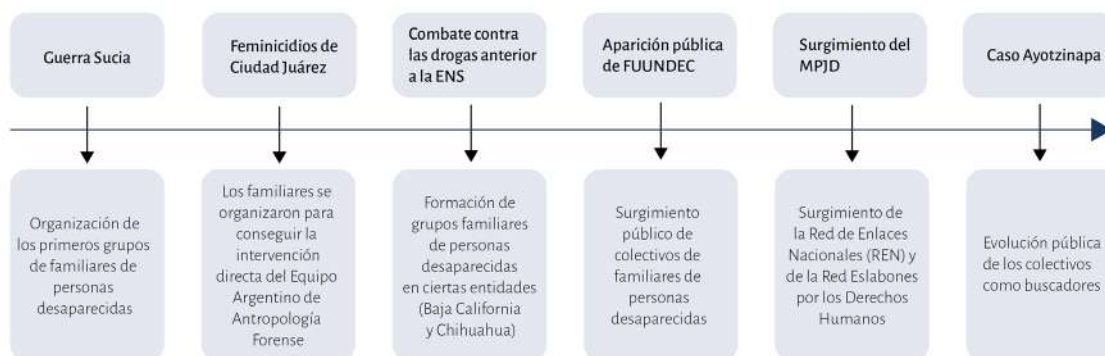 Guerra Sucia
Feminicidios de
Ciudad Juárez
Combate contra
las drogas anterior
a la ENS
Aparición pública
de FUUNDEC
Surgimiento del
MPJD
Caso Ayotzinapa
Organización de
los primeros grupos
de familiares de
personas
desaparecidas
Los familiares se
organizaron para
conseguir la
intervención
directa del Equipo
Argentino de
Antropología
Forense
Formación de
grupos familiares
de personas
desaparecidas
en ciertas entidades
(Baja California
y Chihuahua)
Surgimiento
público de
colectivos de
familiares de
personas
desaparecidas
Surgimiento de
la Red de Enlaces
Nacionales (REN) y
de la Red Eslabones
por los Derechos
Humanos
Evolución pública
de los colectivos
como buscadores